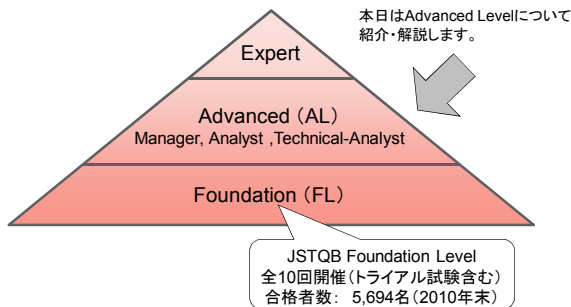 本日はAdvanced Levelについて
紹介・解説します。
Expert
Advanced (AL)
Manager, Analyst ,Technical-Analyst
Foundation (FL)
JSTQB Foundation Level
全10回開催(トライアル試験含む)
合格者数: 5,694名(2010年末)